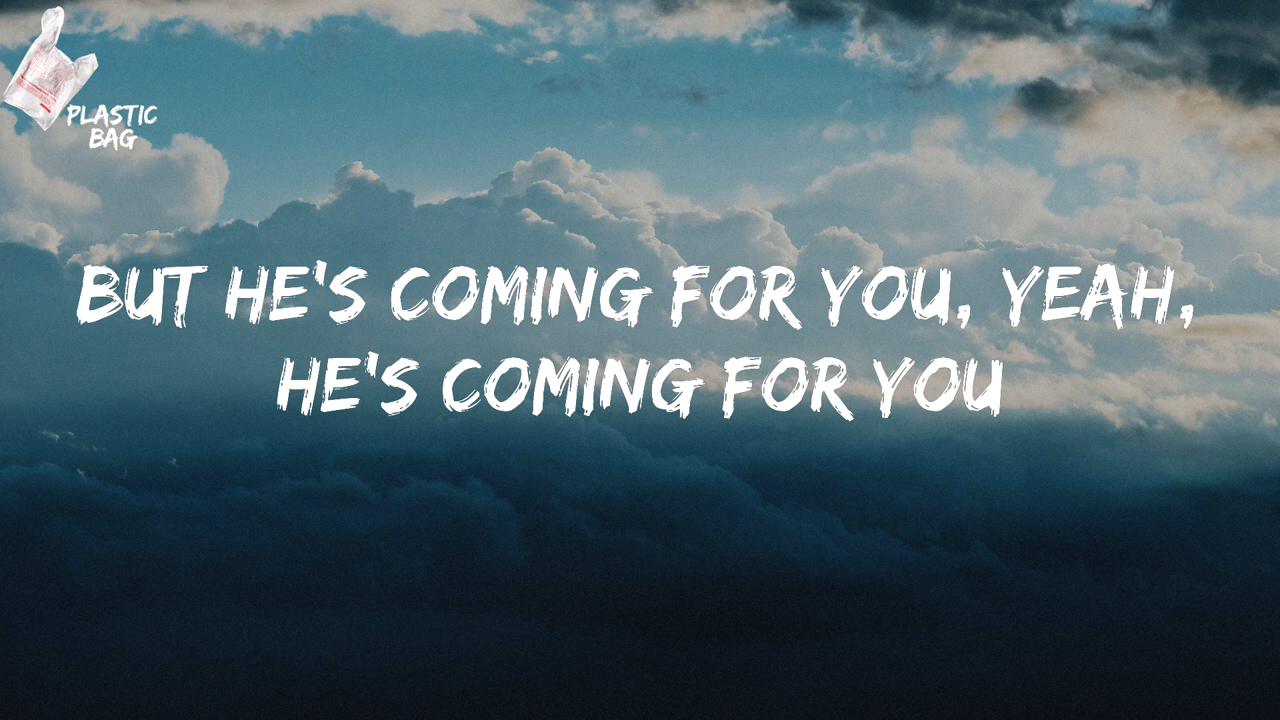 PLASTIC
BAG
BUT HE'S COMING FOR YOU, YEAH,
HE'S COMING FOR YOU